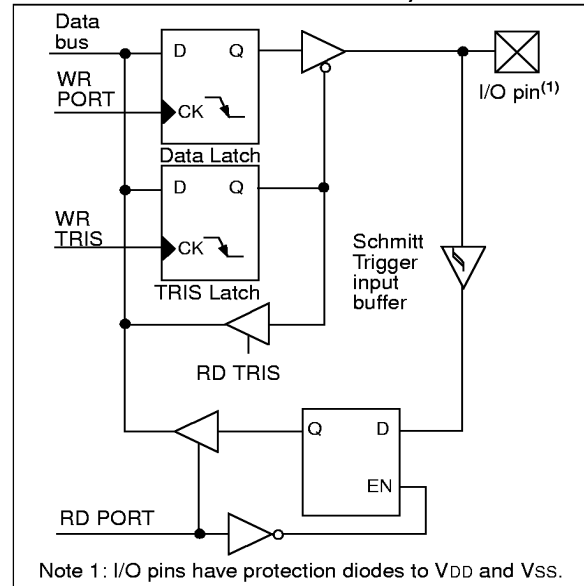 Data
bus
D Q
I/O pin(1)
WR
PORT
CK
Data Latch
D Q
WR
TRIS
CK
Schmitt
Trigger
input
buffer
TRIS Latch
RD TRIS
Q D
EN
RD PORT
Note 1: I/O pins have protection diodes to VDD and VSS.